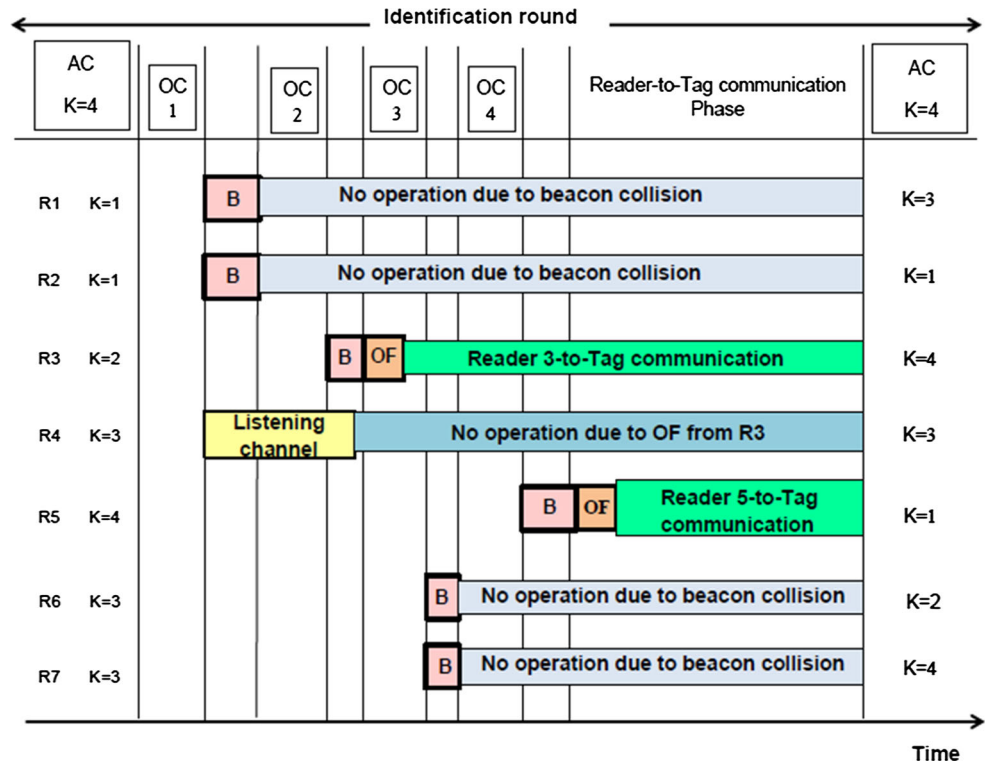 Identification round
AC
K=4
OC
1
OC
2
OC
3
OC
4
Reader-to-Tag communication
Phase
AC
K=4
R1 K=1
B
No operation due to beacon collision
K=3
R2 K=1
B
No operation due to beacon collision
K=1
R3 K=2
B
OF
Reader 3-to-Tag communication
K=4
R4 K=3
Listening
channel
No operation due to OF from R3
K=3
R5 K=4
B
OF
Reader 5-to-Tag
communication
K=1
R6 K=3
B
No operation due to beacon collision
K=2
R7 K=3
B
No operation due to beacon collision
K=4
Time